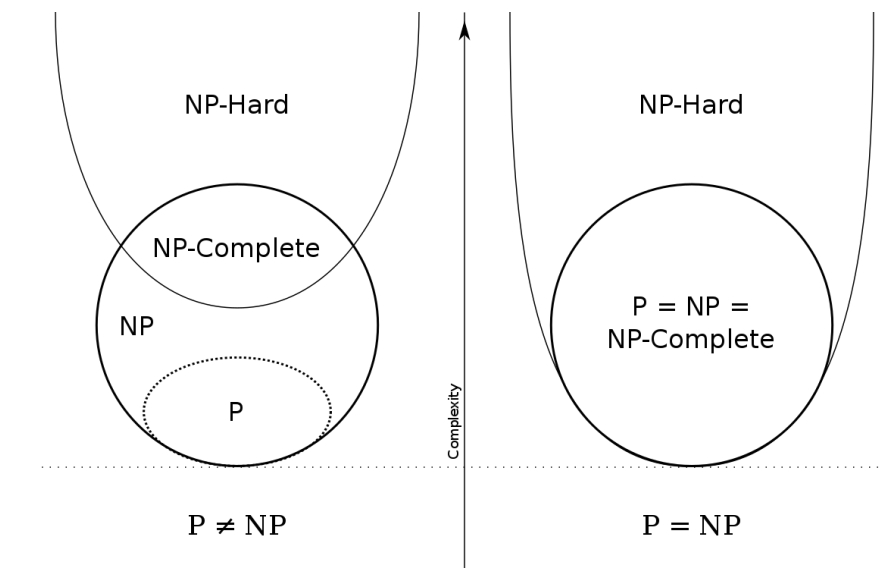 NP-Hard
NP-Complete
NP
P
P ≠ NP
Complexity
NP-Hard
P = NP =
NP-Complete
P = NP